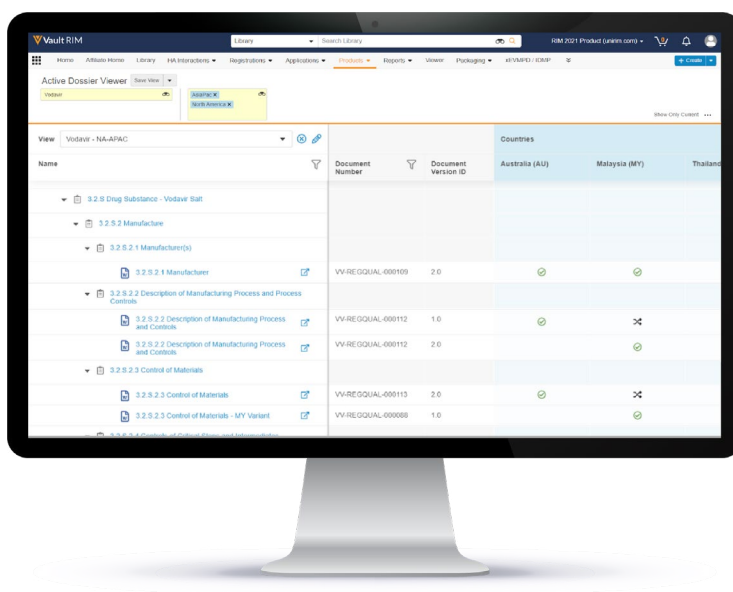 Vault RIM
Library
Search Library
RIM 2021 Product (unirim.com)
Home Affiliate Home Library HA Interactions Registrations Applications Products Reports Viewer Packaging xEVMPD / IDMP
Create
Active Dossier Viewer Save View
Vodavir
AsiaPac X
North America X
Show Only Current ...
View Vodavir - NA-APAC
Countries
Name
Document Number
Document Version ID
Australia (AU)
Malaysia (MY)
Thailand
3.2.S Drug Substance - Vodavir Salt
3.2.S.2 Manufacture
3.2.S.2.1 Manufacturer(s)
3.2.S.2.1 Manufacturer VV-REGQUAL-000109 2.0
3.2.S.2.2 Description of Manufacturing Process and Process
Controls
3.2.S.2.2 Description of Manufacturing Process VV-REGQUAL-000112 1.0
and Controls
3.2.S.2.2 Description of Manufacturing Process VV-REGQUAL-000112 2.0
and Controls
3.2.S.2.3 Control of Materials
3.2.S.2.3 Control of Materials VV-REGQUAL-000113 2.0
3.2.S.2.3 Control of Materials - MY Variant VV-REGQUAL-000088 1.0